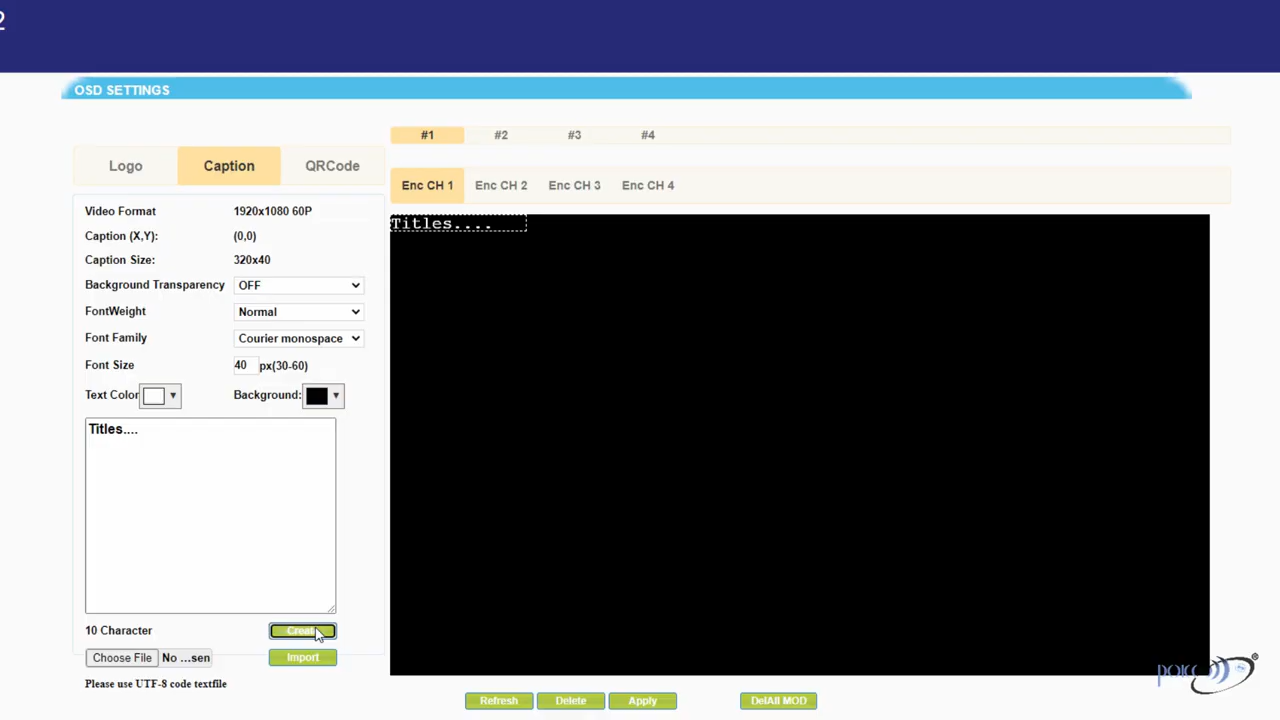 2
OSD SETTINGS
#1 #2 #3 #4
Logo Caption QRCode
Enc CH 1 Enc CH 2 Enc CH 3 Enc CH 4
Video Format 1920x1080 60P
Caption (X,Y): (0,0)
Caption Size: 320x40
Background Transparency OFF
FontWeight Normal
Font Family Courier monospace
Font Size 40 px(30-60)
Text Color Background:
Titles....
Titles....
10 Character
Choose File No ...sen Import
Please use UTF-8 code textfile
Refresh Delete Apply DelAll MOD